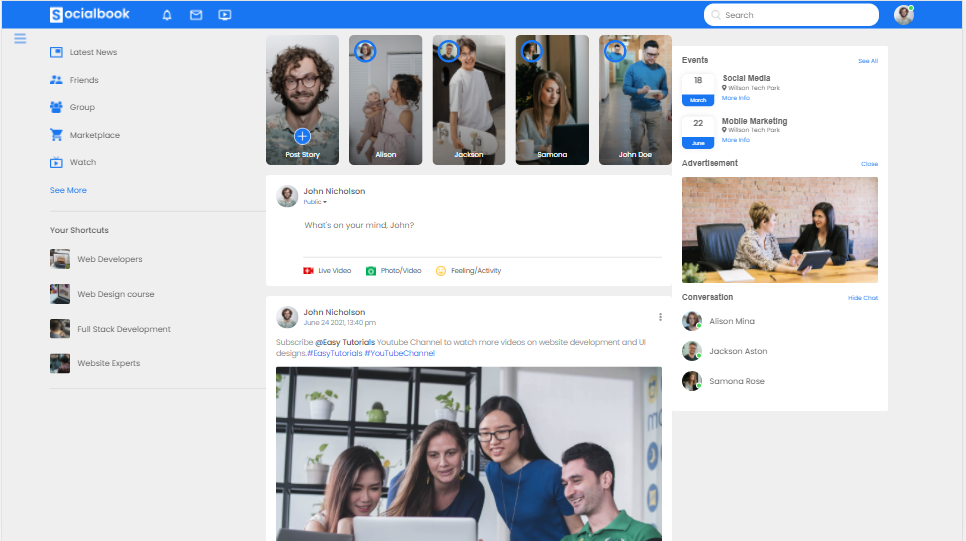 Socialbook
Search
Latest News
Friends
Group
Marketplace
Watch
See More
Your Shortcuts
Web Developers
Web Design course
Full Stack Development
Website Experts
Post Story
Alison
Jackson
Samona
John Doe
John Nicholson
Public
What's on your mind, John?
Live Video
Photo/Video
Feeling/Activity
John Nicholson
June 24 2021, 13:40 pm
Subscribe @Easy Tutorials Youtube Channel to watch more videos on website development and UI
designs.#EasyTutorials #YouTubeChannel
Events
See All
18
March
Social Media
Willson Tech Park
More Info
22
June
Mobile Marketing
Willson Tech Park
More Info
Advertisement
Close
Conversation
Hide Chat
Alison Mina
Jackson Aston
Samona Rose